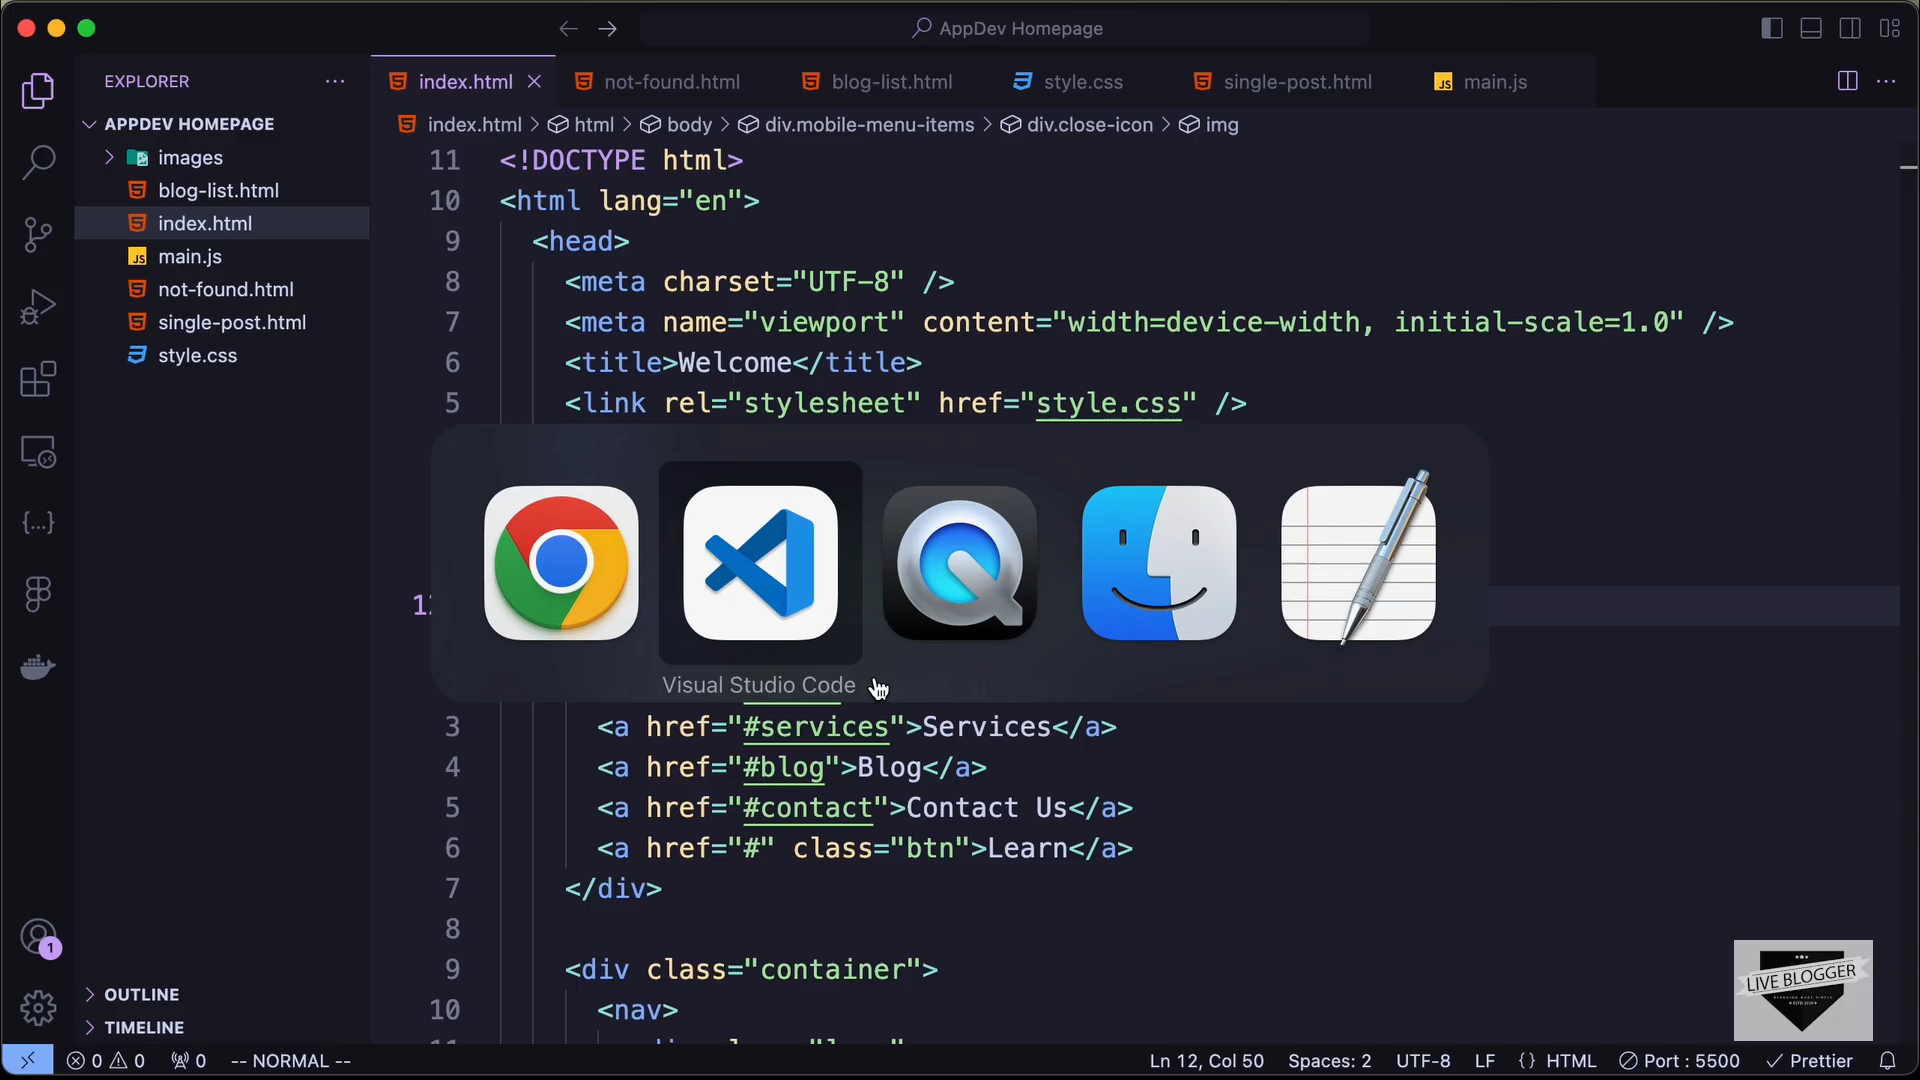 AppDev Homepage
EXPLORER
index.html
not-found.html
blog-list.html
style.css
single-post.html
JS main.js
APPDEV HOMEPAGE
images
blog-list.html
index.html
JS main.js
not-found.html
single-post.html
style.css
index.html > html > body > div.mobile-menu-items > div.close-icon > img
11 <!DOCTYPE html>
10 <html lang="en">
9 <head>
8 <meta charset="UTF-8" />
7 <meta name="viewport" content="width=device-width, initial-scale=1.0" />
6 <title>Welcome</title>
5 <link rel="stylesheet" href="style.css" />
Visual Studio Code
3 <a href="#services">Services</a>
4 <a href="#blog">Blog</a>
5 <a href="#contact">Contact Us</a>
6 <a href="#" class="btn">Learn</a>
7 </div>
8
9 <div class="container">
10 <nav>
1
OUTLINE
TIMELINE
LIVE BLOGGER
0 0 0 -- NORMAL -- Ln 12, Col 50 Spaces: 2 UTF-8 LF {} HTML Port : 5500 Prettier